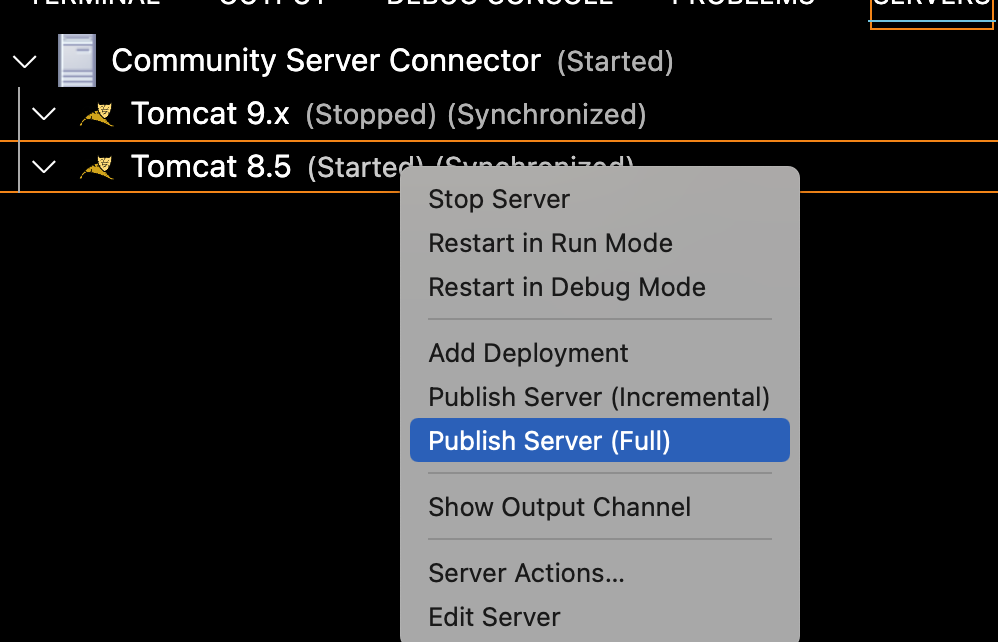 TERMINAL OUTPUT DEBUG CONSOLE PROBLEMS SERVERS
Community Server Connector (Started)
Tomcat 9.x (Stopped) (Synchronized)
Tomcat 8.5 (Started) (Synchronized)
Stop Server
Restart in Run Mode
Restart in Debug Mode
Add Deployment
Publish Server (Incremental)
Publish Server (Full)
Show Output Channel
Server Actions...
Edit Server